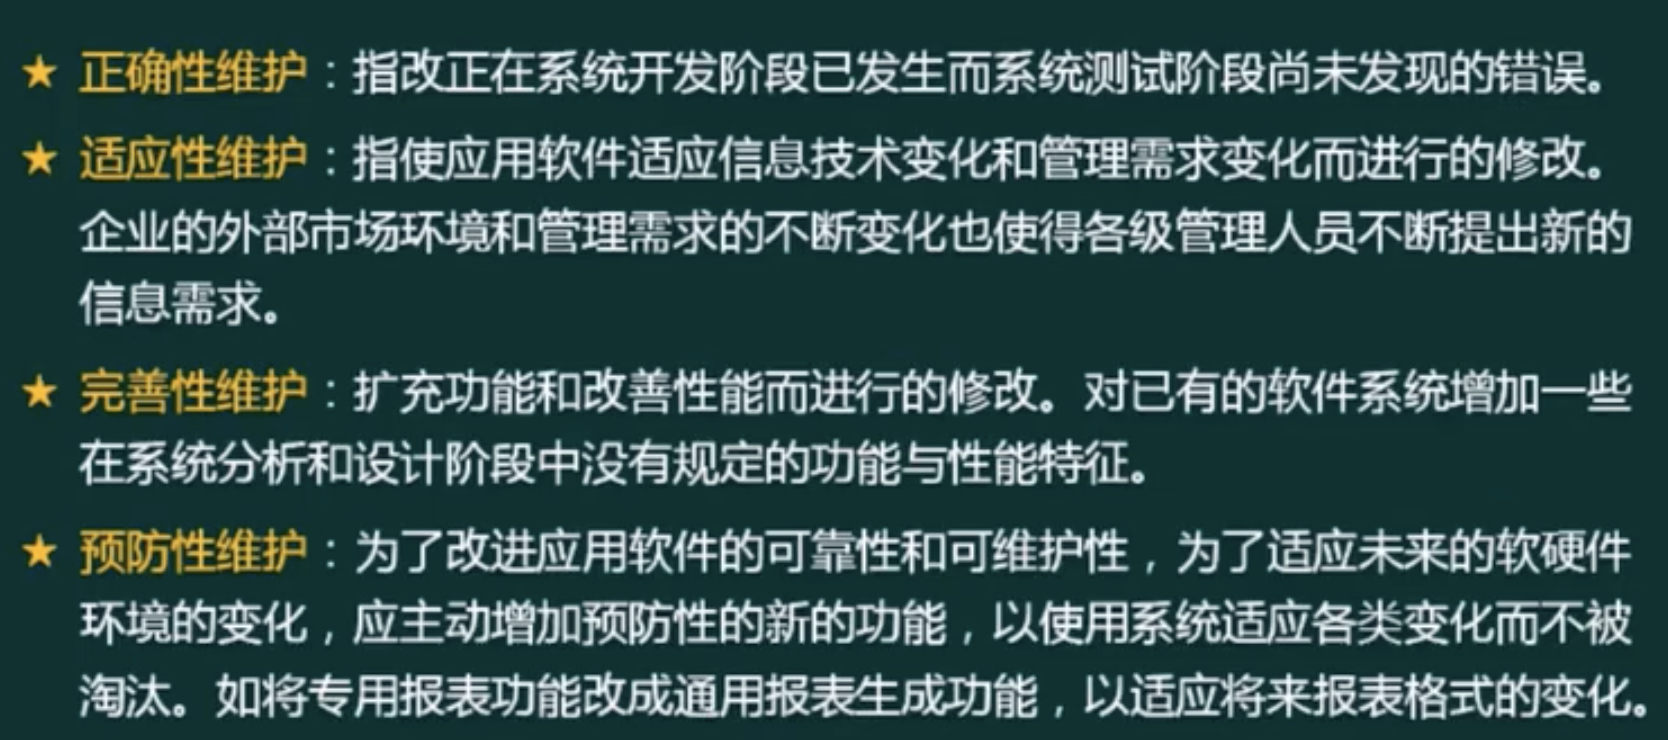 ★ 正确性维护：指改正在系统开发阶段已发生而系统测试阶段尚未发现的错误。
★ 适应性维护：指使应用软件适应信息技术变化和管理需求变化而进行的修改。
企业的外部市场环境和管理需求的不断变化也使得各级管理人员不断提出新的
信息需求。
★ 完善性维护：扩充功能和改善性能而进行的修改。对已有的软件系统增加一些
在系统分析和设计阶段中没有规定的功能与性能特征。
★ 预防性维护：为了改进应用软件的可靠性和可维护性，为了适应未来的软硬件
环境的变化，应主动增加预防性的新的功能，以使用系统适应各类变化而不被
淘汰。如将专用报表功能改成通用报表生成功能，以适应将来报表格式的变化。